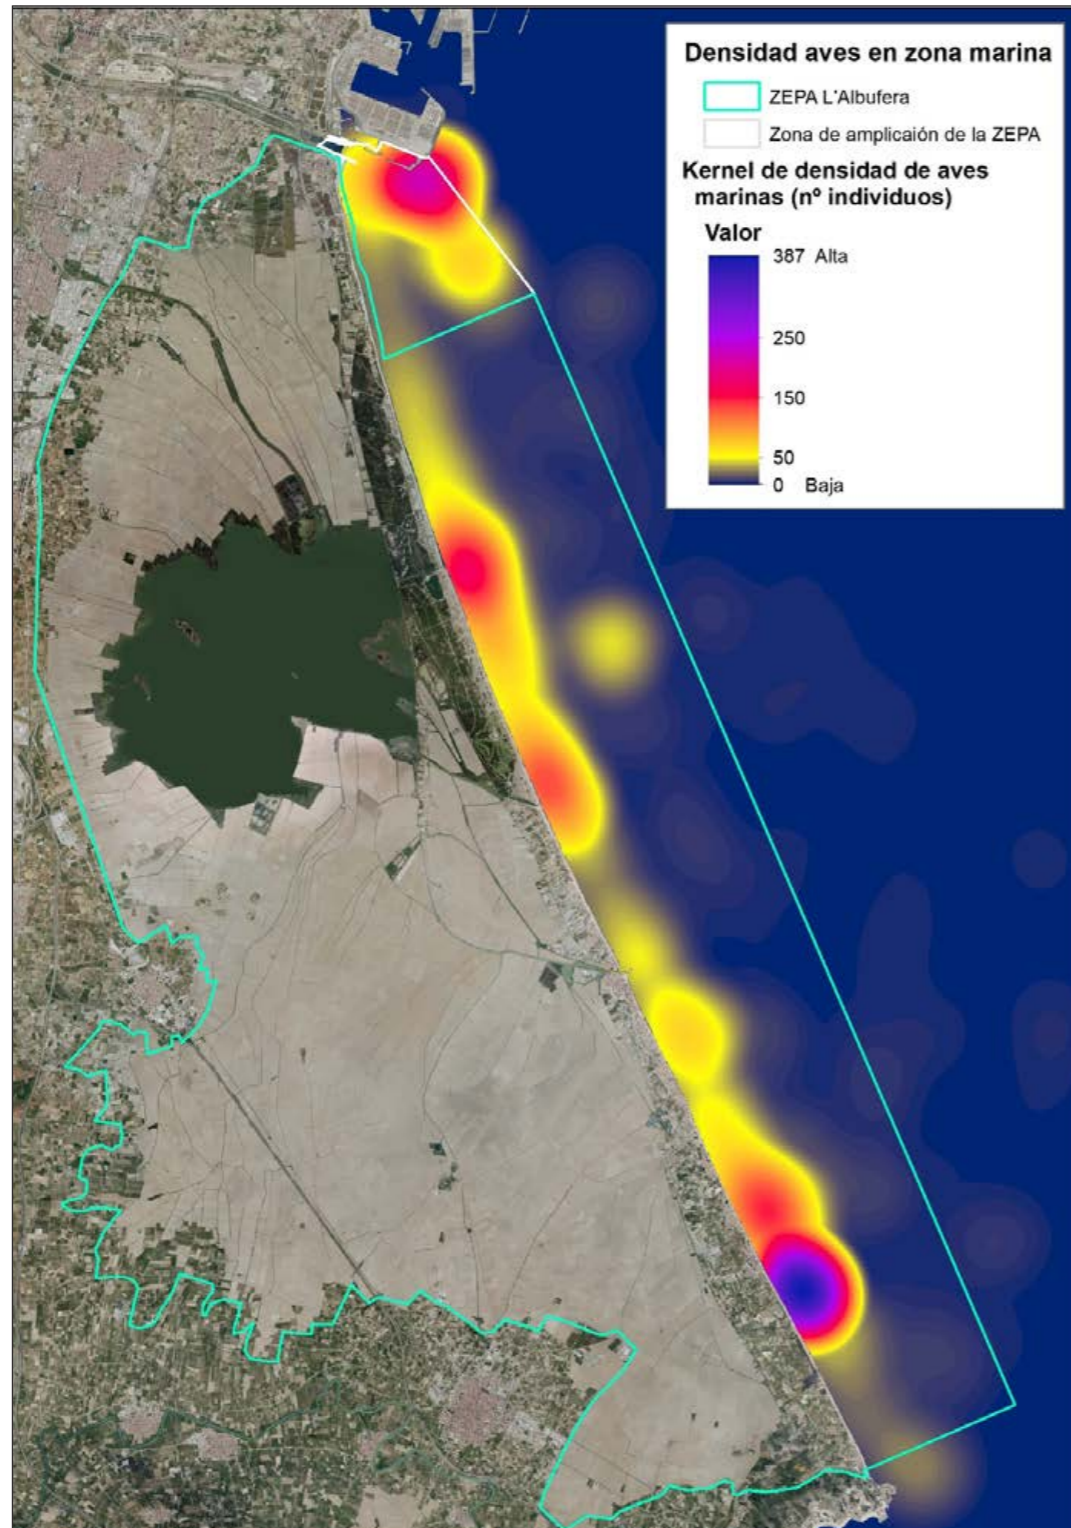 Densidad aves en zona marina
ZEPA L'Albufera
Zona de amplicaión de la ZEPA
Kernel de densidad de aves
marinas (nº individuos)
Valor
387 Alta
250
150
50
0 Baja